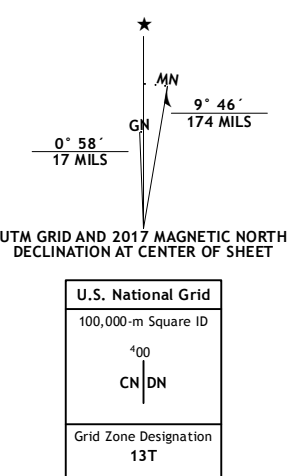 ★
MN
9° 46´
174 MILS
GN
0° 58´
17 MILS
UTM GRID AND 2017 MAGNETIC NORTH
DECLINATION AT CENTER OF SHEET
U.S. National Grid
100,000-m Square ID
⁴00
CN DN
Grid Zone Designation
13T